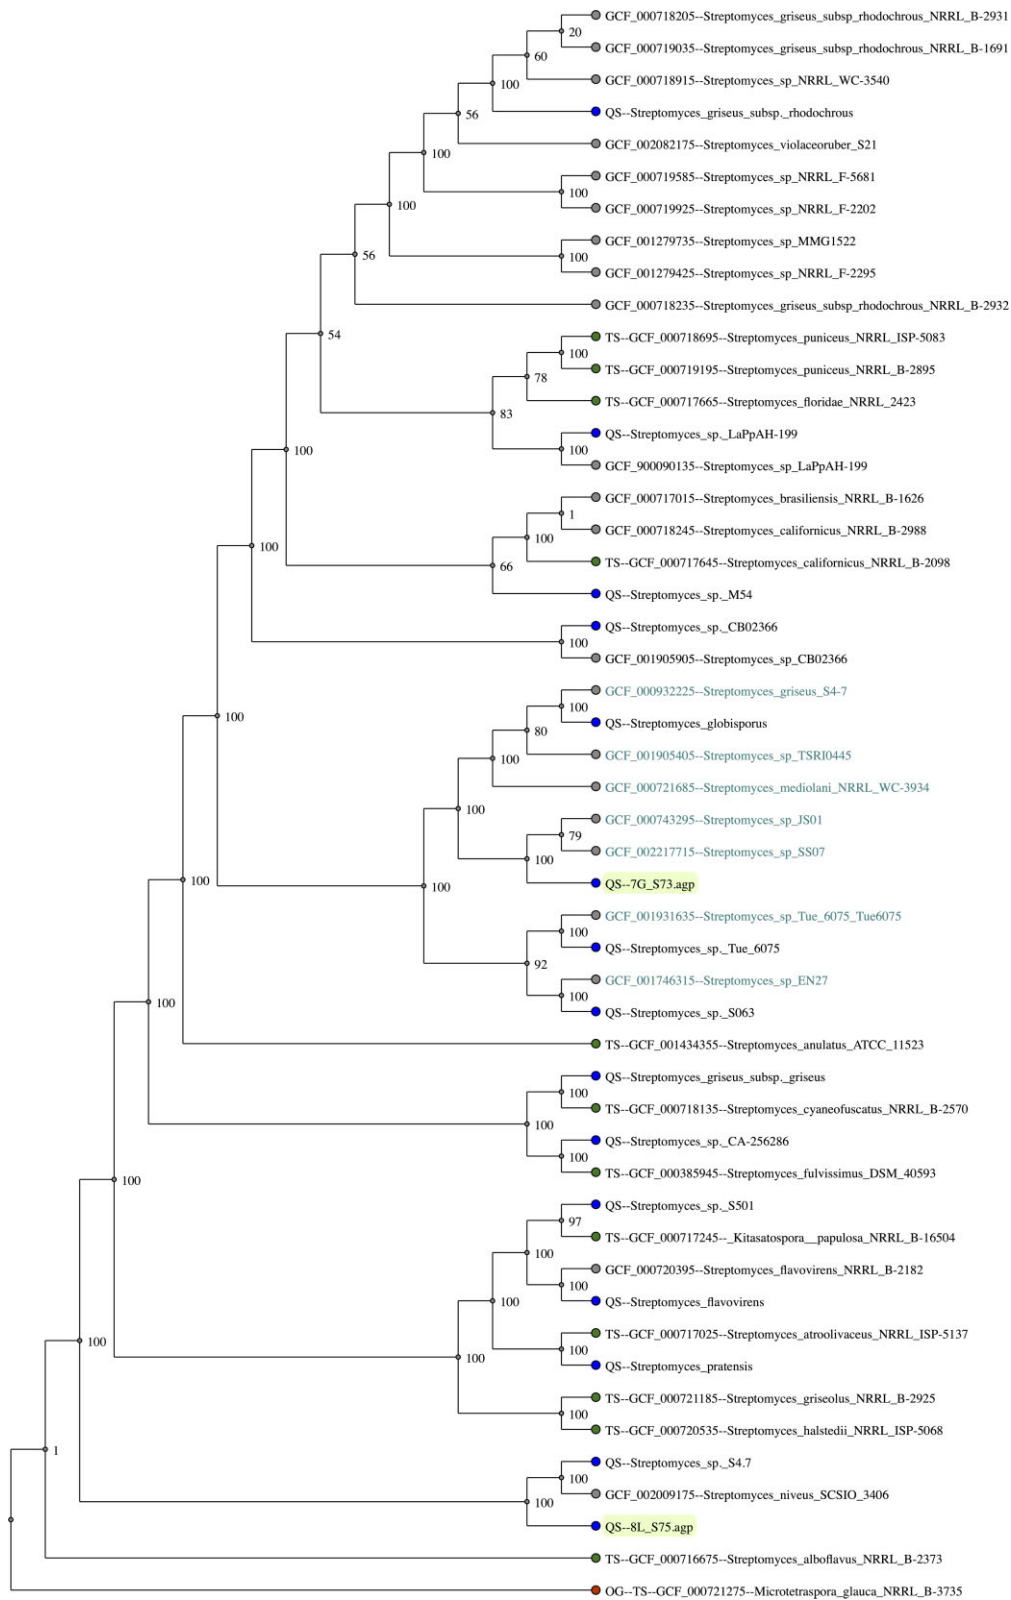 GCF_000718205--Streptomyces_griseus_subsp_rhodochrous_NRRL_B-2931
20
GCF_000719035--Streptomyces_griseus_subsp_rhodochrous_NRRL_B-1691
60
GCF_000718915--Streptomyces_sp_NRRL_WC-3540
100
QS--Streptomyces_griseus_subsp._rhodochrous
56
GCF_002082175--Streptomyces_violaceoruber_S21
100
GCF_000719585--Streptomyces_sp_NRRL_F-5681
100
GCF_000719925--Streptomyces_sp_NRRL_F-2202
100
GCF_001279735--Streptomyces_sp_MMG1522
56
100
GCF_001279425--Streptomyces_sp_NRRL_F-2295
GCF_000718235--Streptomyces_griseus_subsp_rhodochrous_NRRL_B-2932
54
TS--GCF_000718695--Streptomyces_puniceus_NRRL_ISP-5083
100
TS--GCF_000719195--Streptomyces_puniceus_NRRL_B-2895
78
TS--GCF_000717665--Streptomyces_floridae_NRRL_2423
83
QS--Streptomyces_sp._LaPpAH-199
100
100
GCF_900090135--Streptomyces_sp_LaPpAH-199
GCF_000717015--Streptomyces_brasiliensis_NRRL_B-1626
1
GCF_000718245--Streptomyces_californicus_NRRL_B-2988
100
100
TS--GCF_000717645--Streptomyces_californicus_NRRL_B-2098
66
QS--Streptomyces_sp._M54
QS--Streptomyces_sp._CB02366
100
GCF_001905905--Streptomyces_sp_CB02366
GCF_000932225--Streptomyces_griseus_S4-7
100
100
QS--Streptomyces_globisporus
80
GCF_001905405--Streptomyces_sp_TSRI0445
100
GCF_000721685--Streptomyces_mediolani_NRRL_WC-3934
100
GCF_000743295--Streptomyces_sp_JS01
79
GCF_002217715--Streptomyces_sp_SS07
100
100
QS--7G_S73.agp
100
GCF_001931635--Streptomyces_sp_Tue_6075_Tue6075
100
QS--Streptomyces_sp._Tue_6075
92
GCF_001746315--Streptomyces_sp_EN27
100
100
QS--Streptomyces_sp._S063
TS--GCF_001434355--Streptomyces_anulatus_ATCC_11523
QS--Streptomyces_griseus_subsp._griseus
100
TS--GCF_000718135--Streptomyces_cyaneofuscatus_NRRL_B-2570
100
QS--Streptomyces_sp._CA-256286
100
TS--GCF_000385945--Streptomyces_fulvissimus_DSM_40593
100
QS--Streptomyces_sp._S501
97
TS--GCF_000717245--_Kitasatospora__papulosa_NRRL_B-16504
100
GCF_000720395--Streptomyces_flavovirens_NRRL_B-2182
100
QS--Streptomyces_flavovirens
100
TS--GCF_000717025--Streptomyces_atroolivaceus_NRRL_ISP-5137
100
100
QS--Streptomyces_pratensis
100
TS--GCF_000721185--Streptomyces_griseolus_NRRL_B-2925
100
TS--GCF_000720535--Streptomyces_halstedii_NRRL_ISP-5068
1
QS--Streptomyces_sp._S4.7
100
GCF_002009175--Streptomyces_niveus_SCSIO_3406
100
QS--8L_S75.agp
TS--GCF_000716675--Streptomyces_alboflavus_NRRL_B-2373
OG--TS--GCF_000721275--Microtetraspora_glauca_NRRL_B-3735